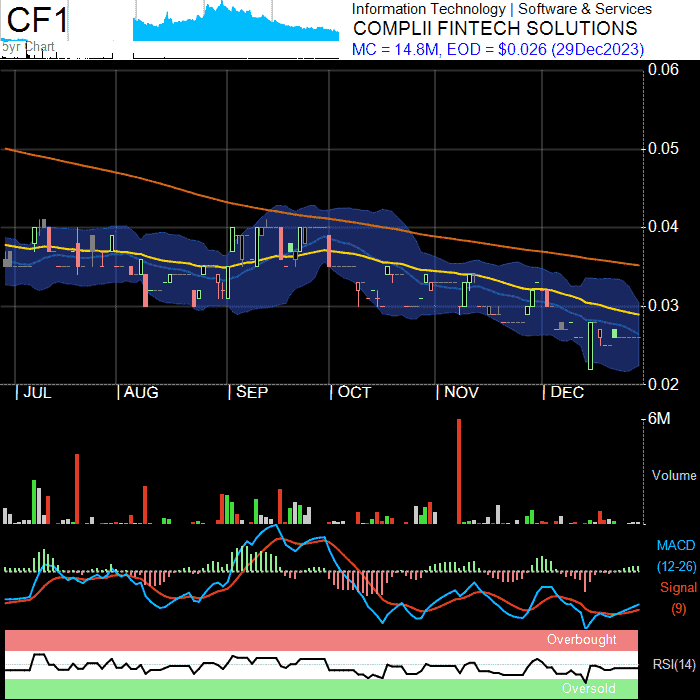 CF1
5yr Chart
Information Technology | Software & Services
COMPLII FINTECH SOLUTIONS
MC = 14.8M, EOD = $0.026 (29Dec2023)
0.06
0.05
0.04
0.03
0.02
| JUL | AUG | SEP | OCT | NOV | DEC
6M
Volume
MACD
(12-26)
Signal
(9)
Overbought
RSI(14)
Oversold